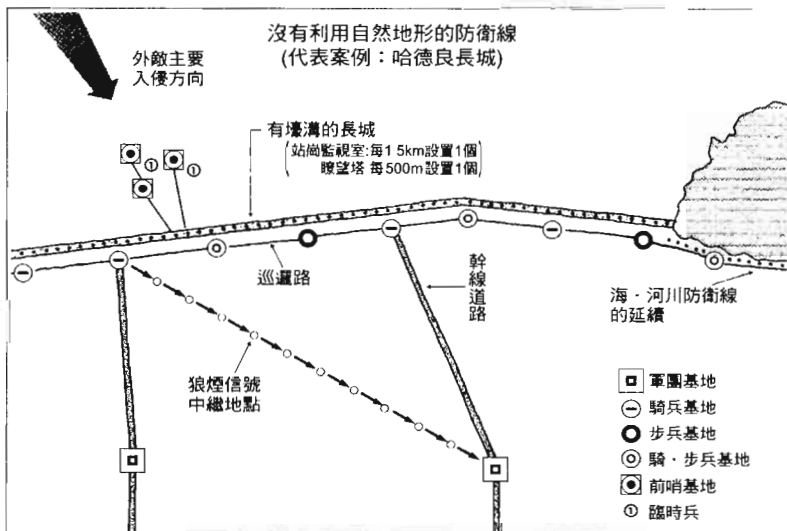 沒有利用自然地形的防衛線
(代表案例：哈德良長城)
外敵主要
入侵方向
有壕溝的長城
(站崗監視室:每1 5km設置1個
瞭望塔 每500m設置1個)
①
①
巡邏路
幹線道路
海‧河川防衛線
的延續
狼煙信號
中繼地點
軍團基地
騎兵基地
步兵基地
騎‧步兵基地
前哨基地
① 臨時兵